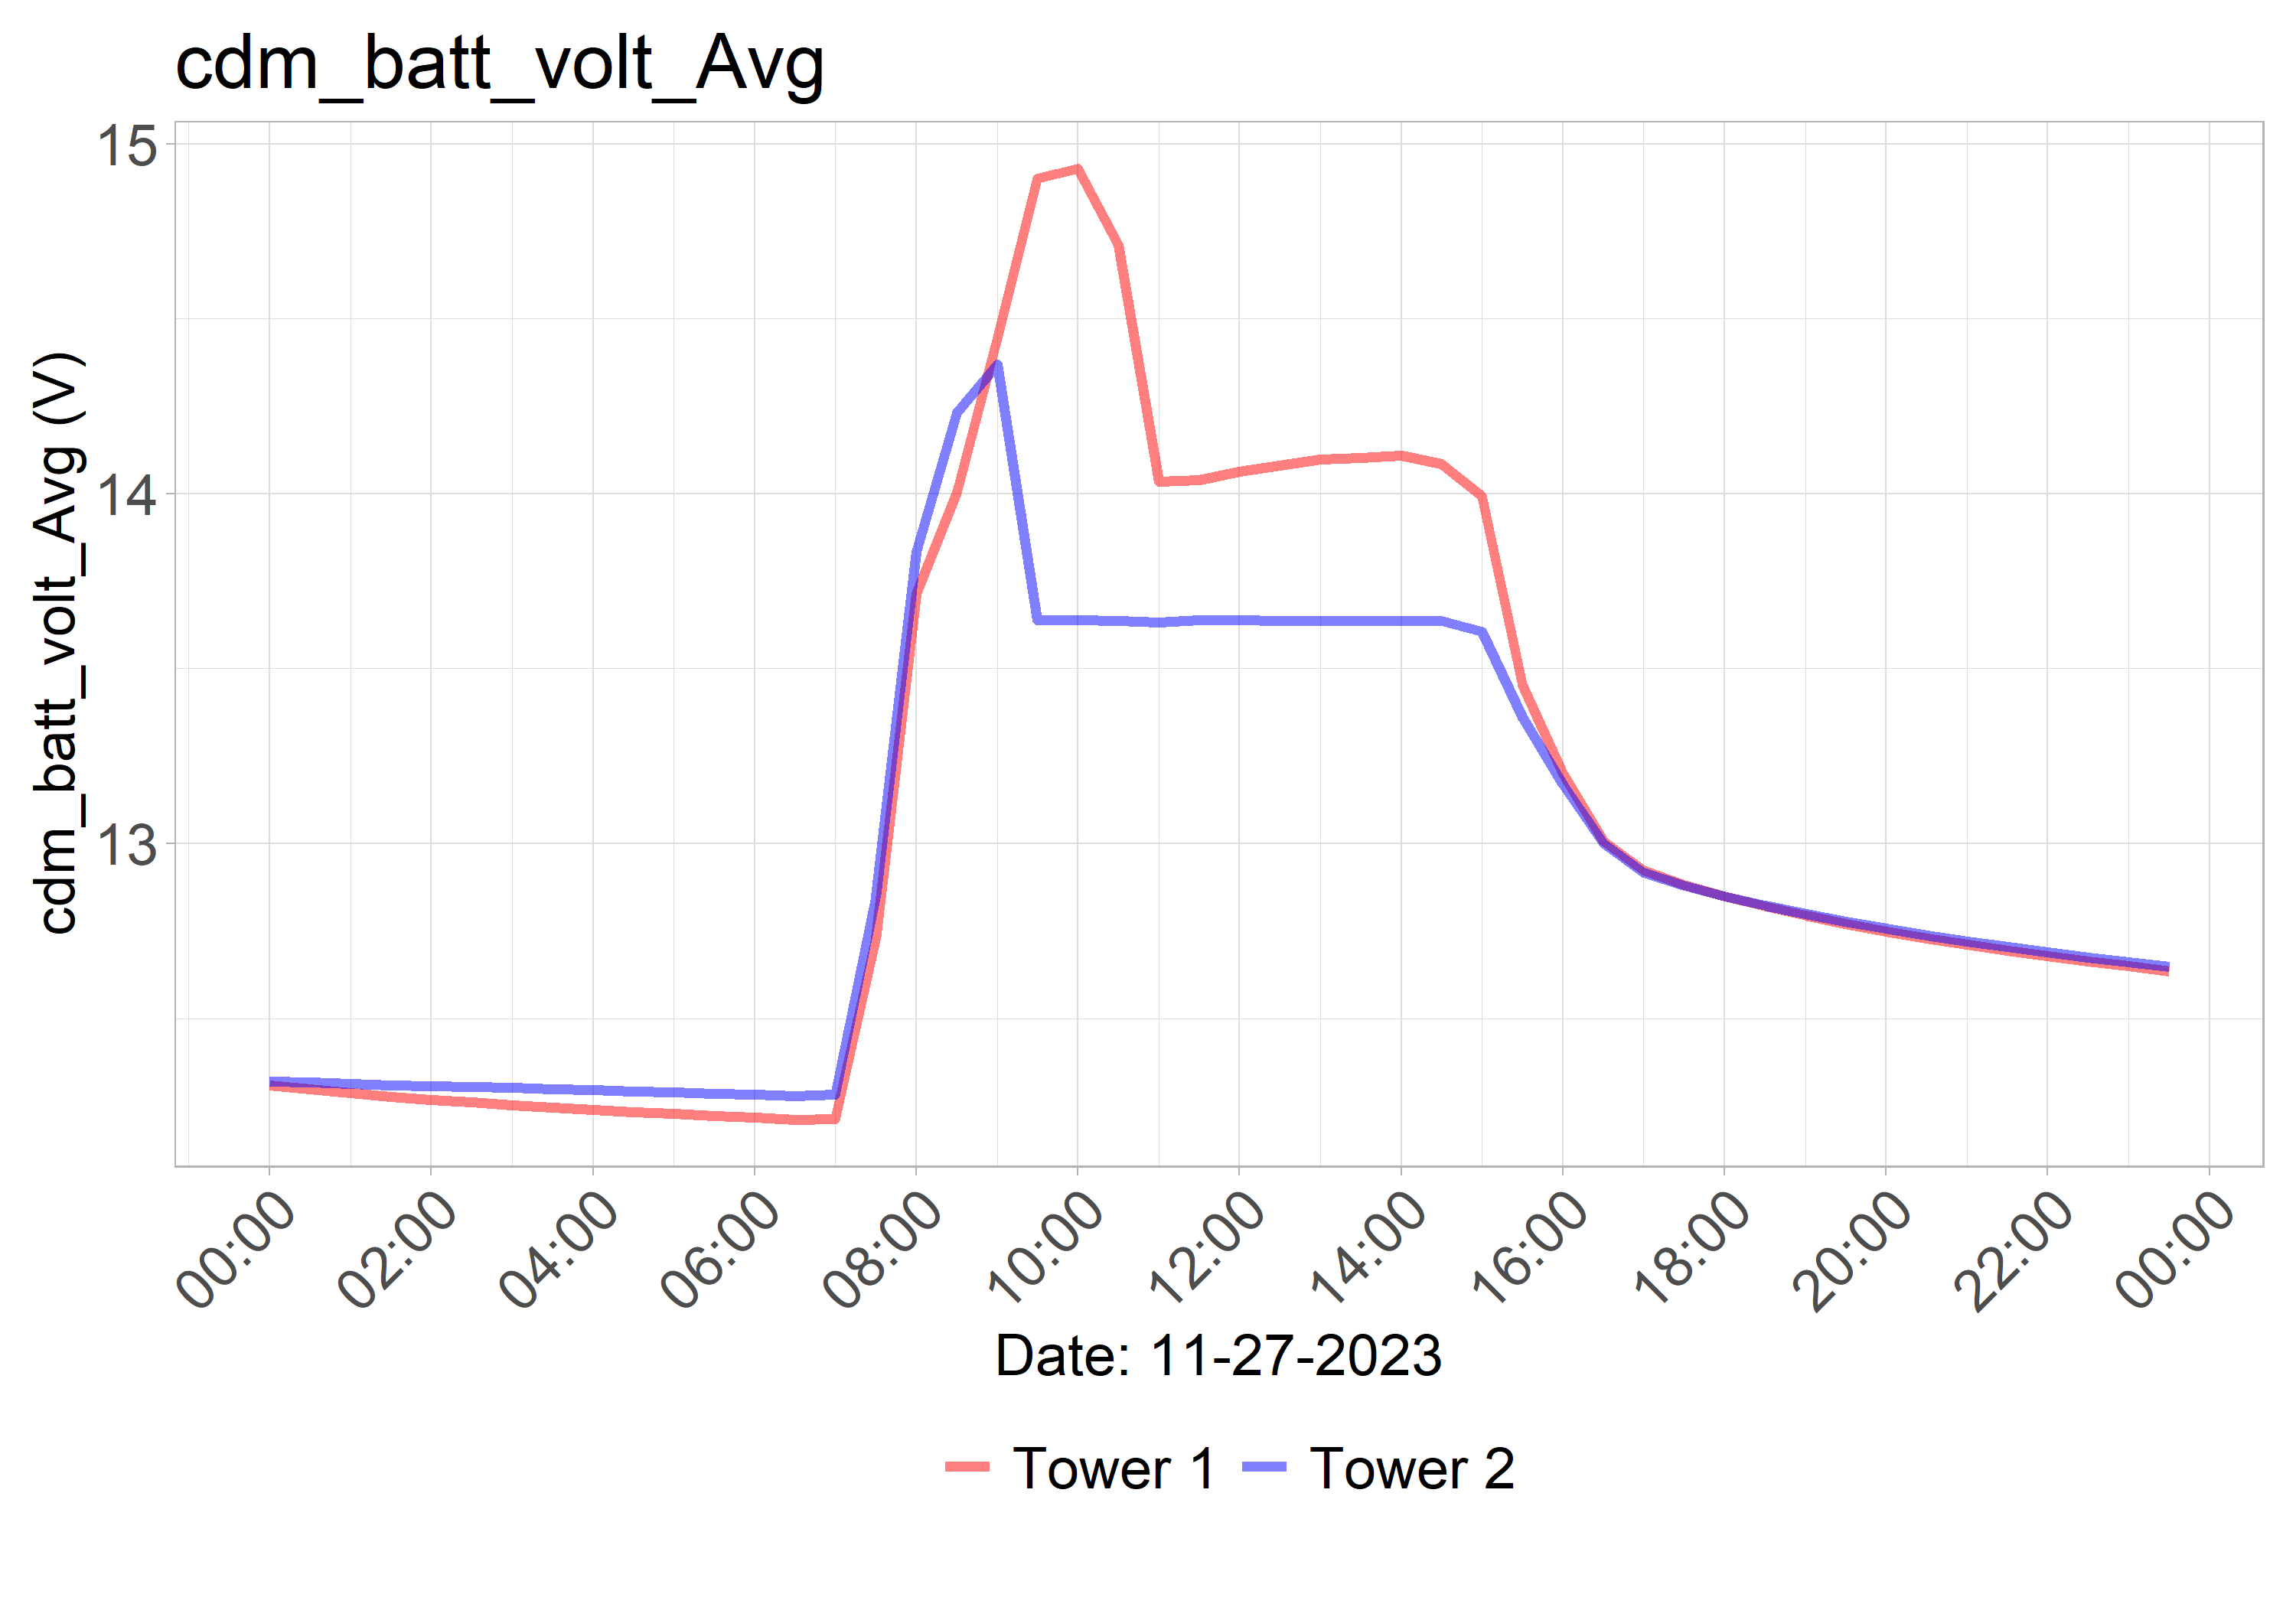 cdm_batt_volt_Avg
cdm_batt_volt_Avg (V)
15
14
13
00:00 02:00 04:00 06:00 08:00 10:00 12:00 14:00 16:00 18:00 20:00 22:00 00:00
Date: 11-27-2023
Tower 1 Tower 2